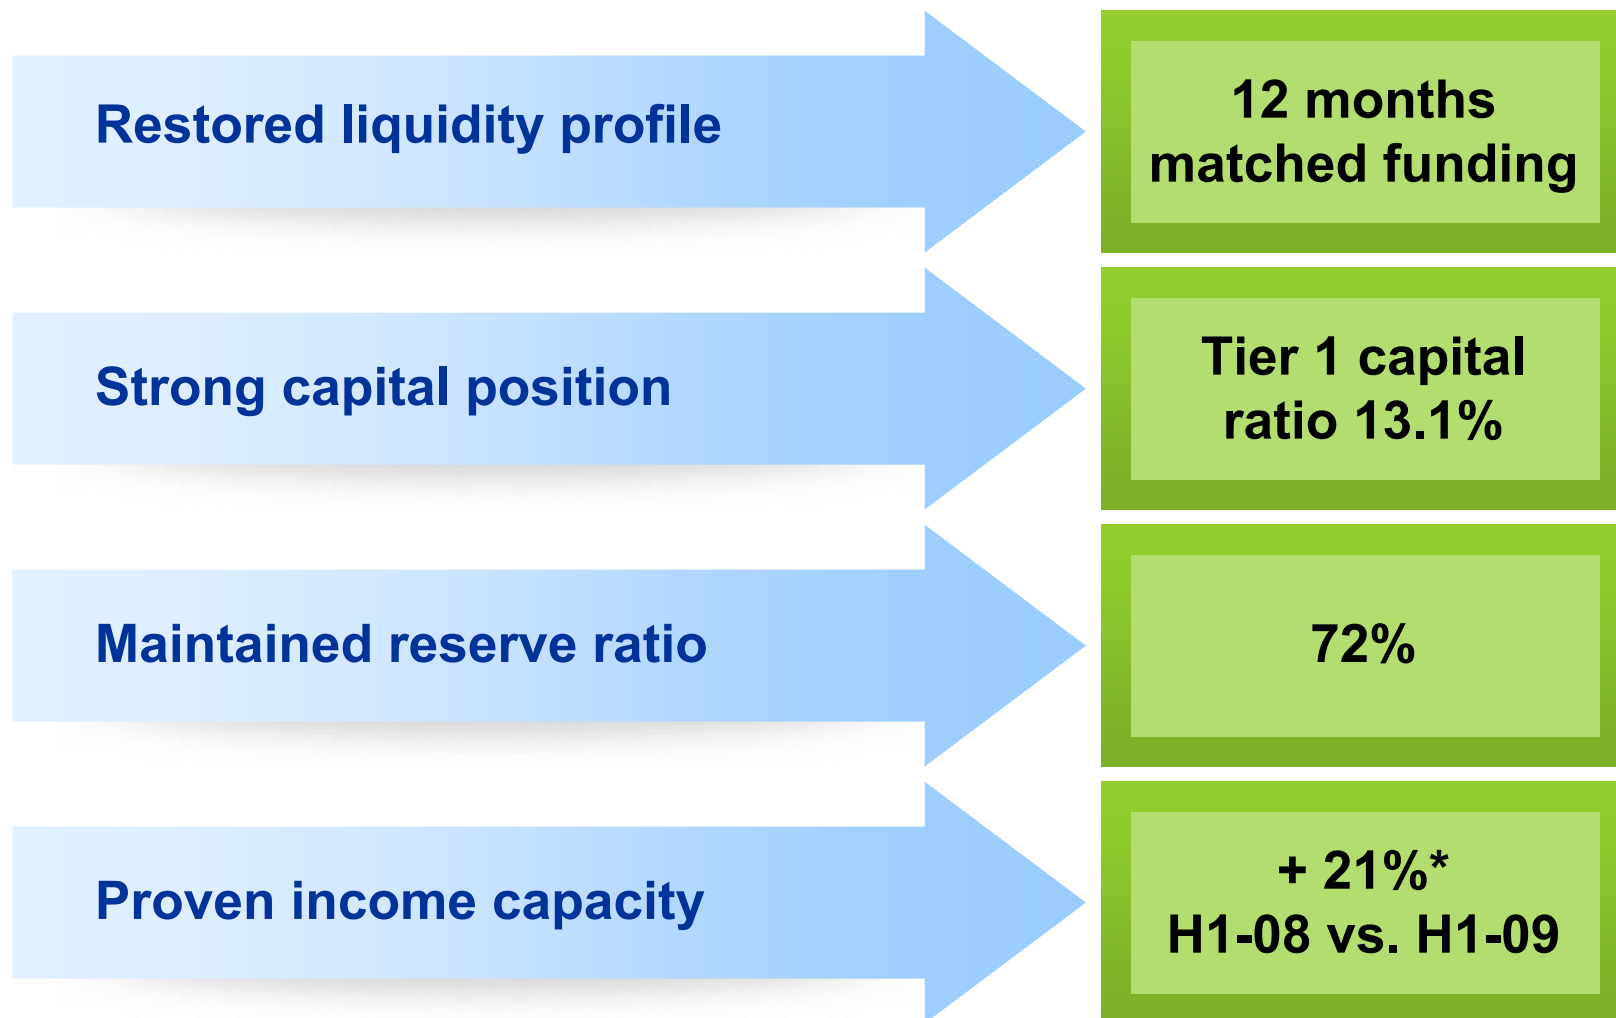 Restored liquidity profile
12 months
matched funding
Strong capital position
Tier 1 capital
ratio 13.1%
Maintained reserve ratio
72%
Proven income capacity
+ 21%*
H1-08 vs. H1-09